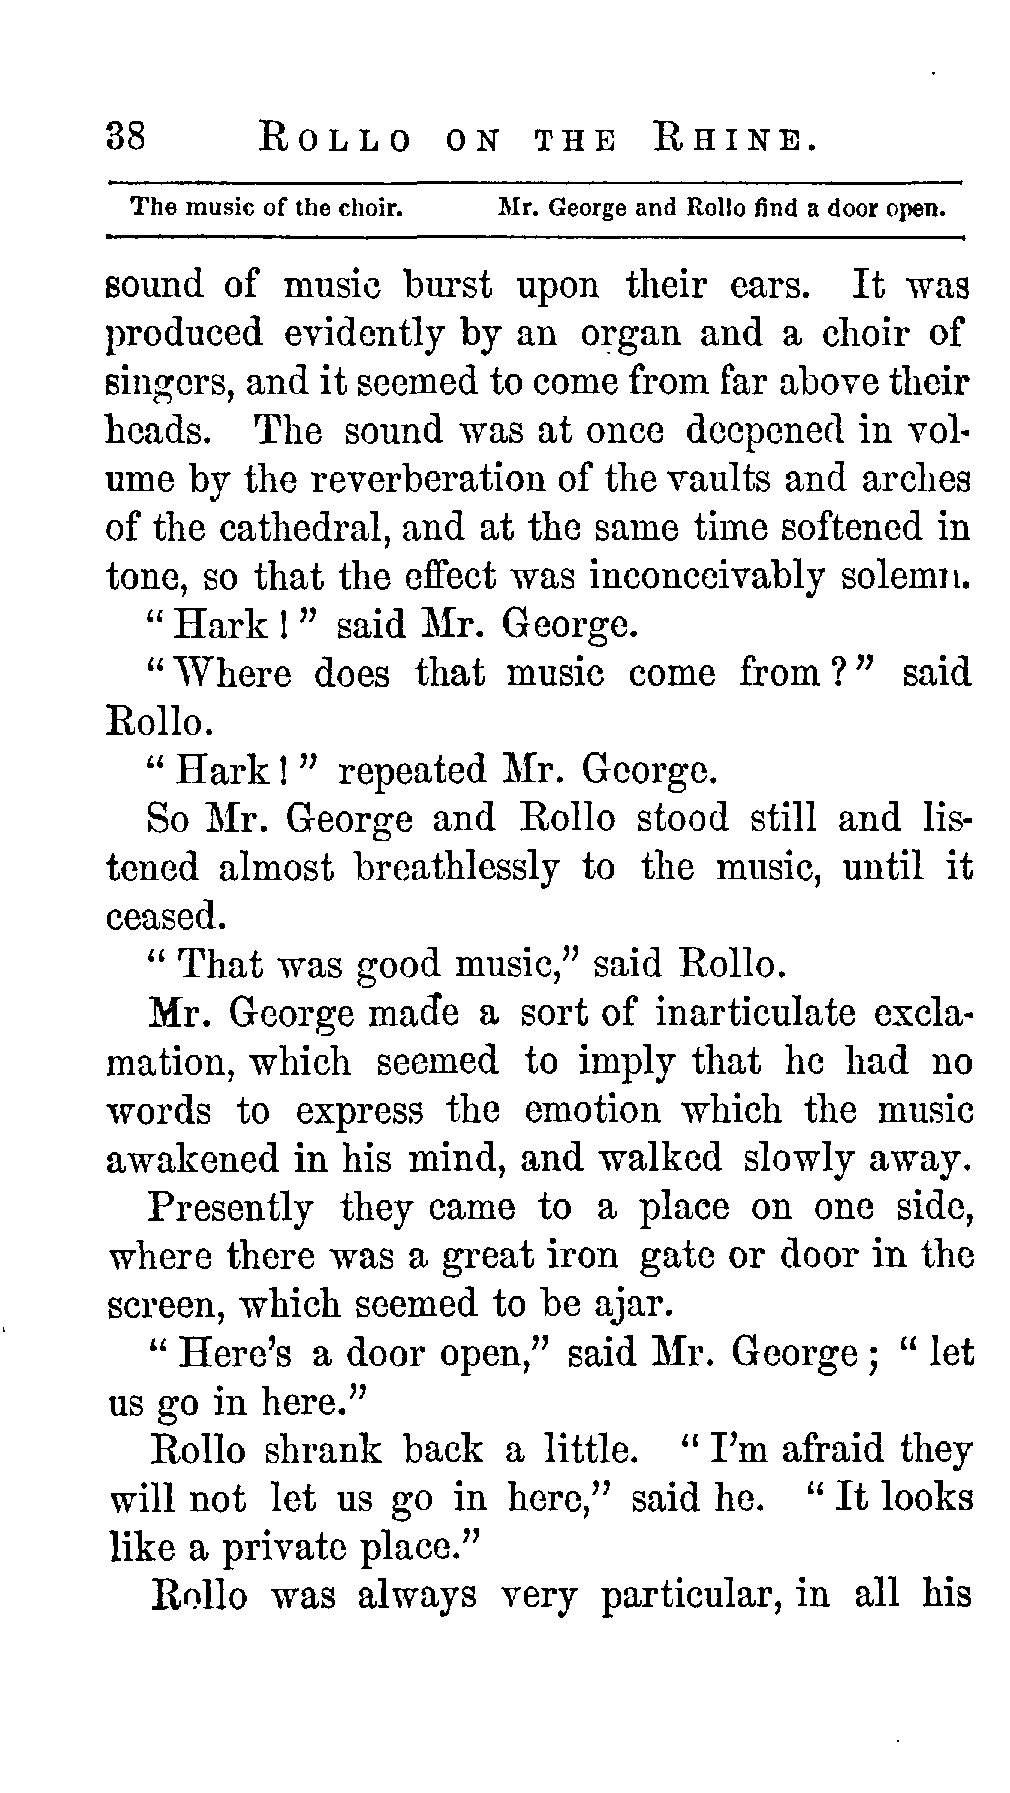 38 ROLLO ON THE RHINE.
The music of the choir. Mr. George and Rollo find a door open.
sound of music burst upon their ears. It was
produced evidently by an organ and a choir of
singers, and it seemed to come from far above their
heads. The sound was at once deepened in vol-
ume by the reverberation of the vaults and arches
of the cathedral, and at the same time softened in
tone, so that the effect was inconceivably solemn.
“Hark!” said Mr. George.
“Where does that music come from?” said
Rollo.
“Hark!” repeated Mr. George.
So Mr. George and Rollo stood still and lis-
tened almost breathlessly to the music, until it
ceased.
“That was good music,” said Rollo.
Mr. George made a sort of inarticulate excla-
mation, which seemed to imply that he had no
words to express the emotion which the music
awakened in his mind, and walked slowly away.
Presently they came to a place on one side,
where there was a great iron gate or door in the
screen, which seemed to be ajar.
“Here’s a door open,” said Mr. George; “let
us go in here.”
Rollo shrank back a little. “I’m afraid they
will not let us go in here,” said he. “It looks
like a private place.”
Rollo was always very particular, in all his